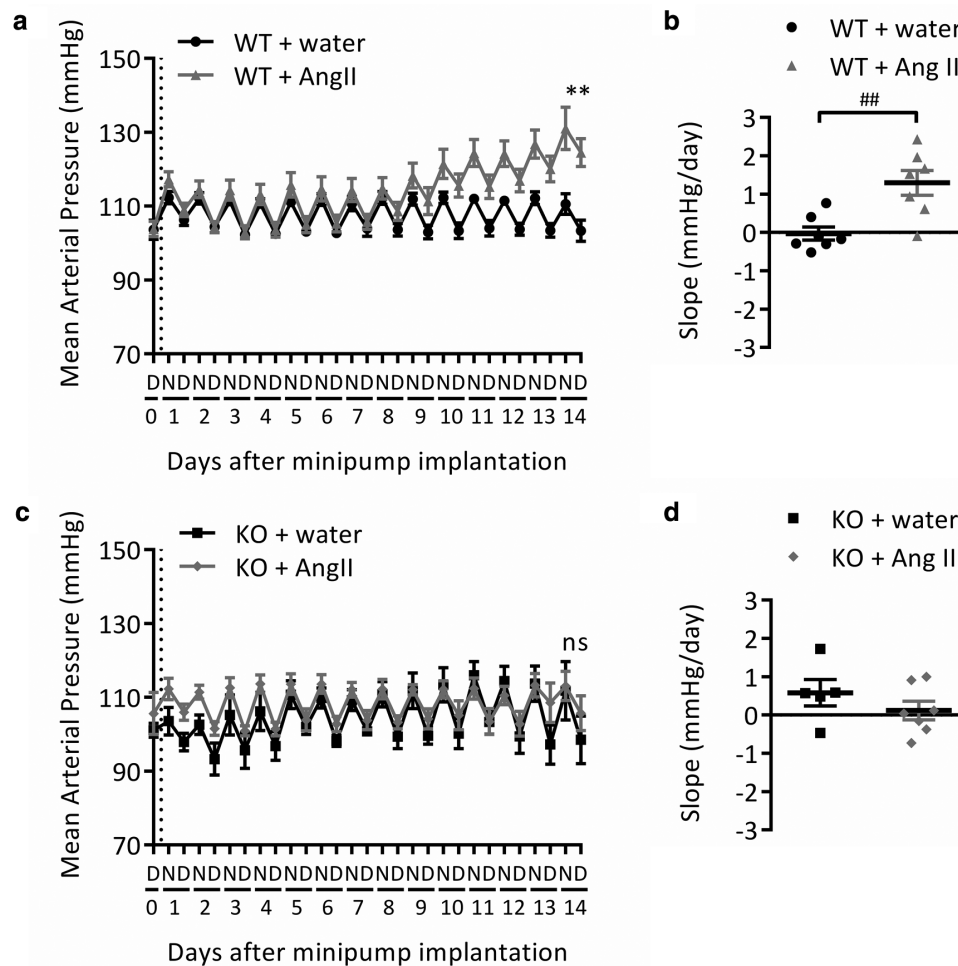 a
WT + water
WT + AngII
Mean Arterial Pressure (mmHg)
150
130
110
90
70
**
D N D N D N D N D N D N D N D N D N D N D N D N D N D N D
0 1 2 3 4 5 6 7 8 9 10 11 12 13 14
Days after minipump implantation
b
WT + water
WT + Ang II
##
Slope (mmHg/day)
3
2
1
0
-1
-2
-3
c
KO + water
KO + AngII
Mean Arterial Pressure (mmHg)
150
130
110
90
70
ns
D N D N D N D N D N D N D N D N D N D N D N D N D N D N D
0 1 2 3 4 5 6 7 8 9 10 11 12 13 14
Days after minipump implantation
d
KO + water
KO + Ang II
Slope (mmHg/day)
3
2
1
0
-1
-2
-3